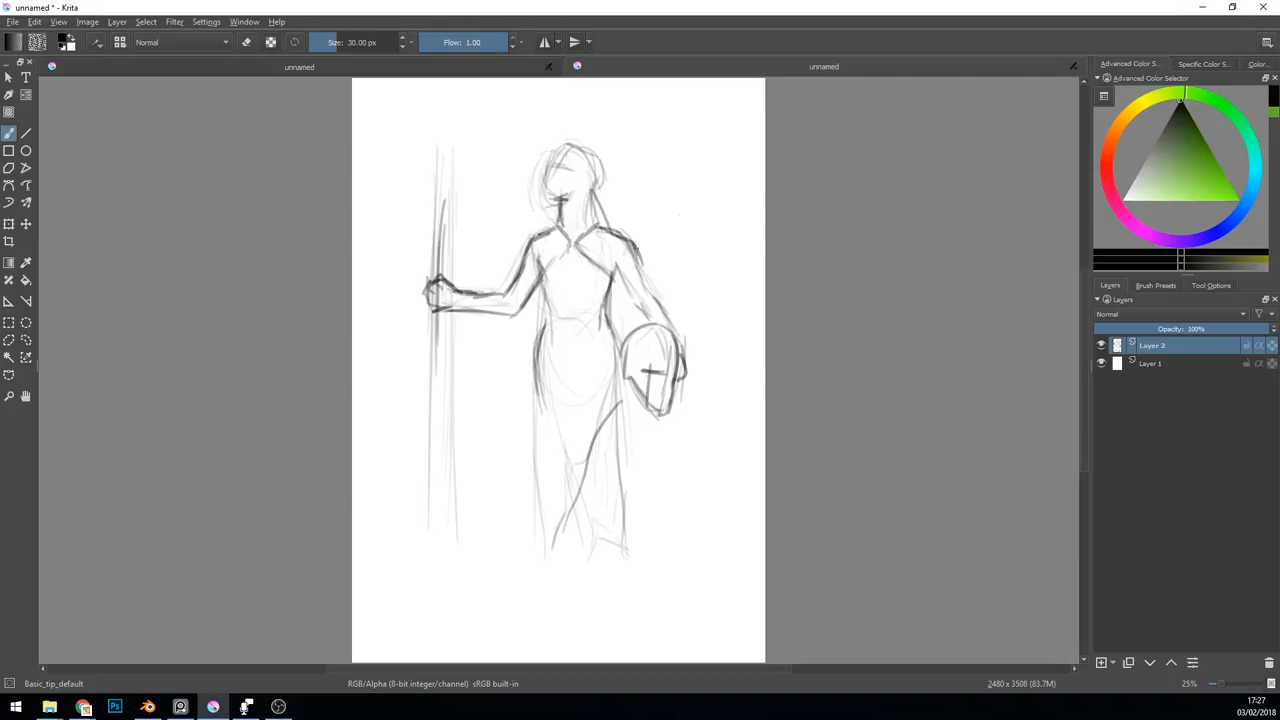 unnamed * - Krita
File Edit View Image Layer Select Filter Settings Window Help
Normal Size: 30.00 px Flow: 1.00
unnamed unnamed
Advanced Color S... Specific Color S... Color...
Advanced Color Selector
Layers Brush Presets Tool Options
Layers
Normal
Opacity: 100%
Layer 2
Layer 1
Basic_tip_default RGB/Alpha (8-bit integer/channel) sRGB built-in 2480 x 3508 (83.7M) 25%
Ps 17:27
03/02/2018